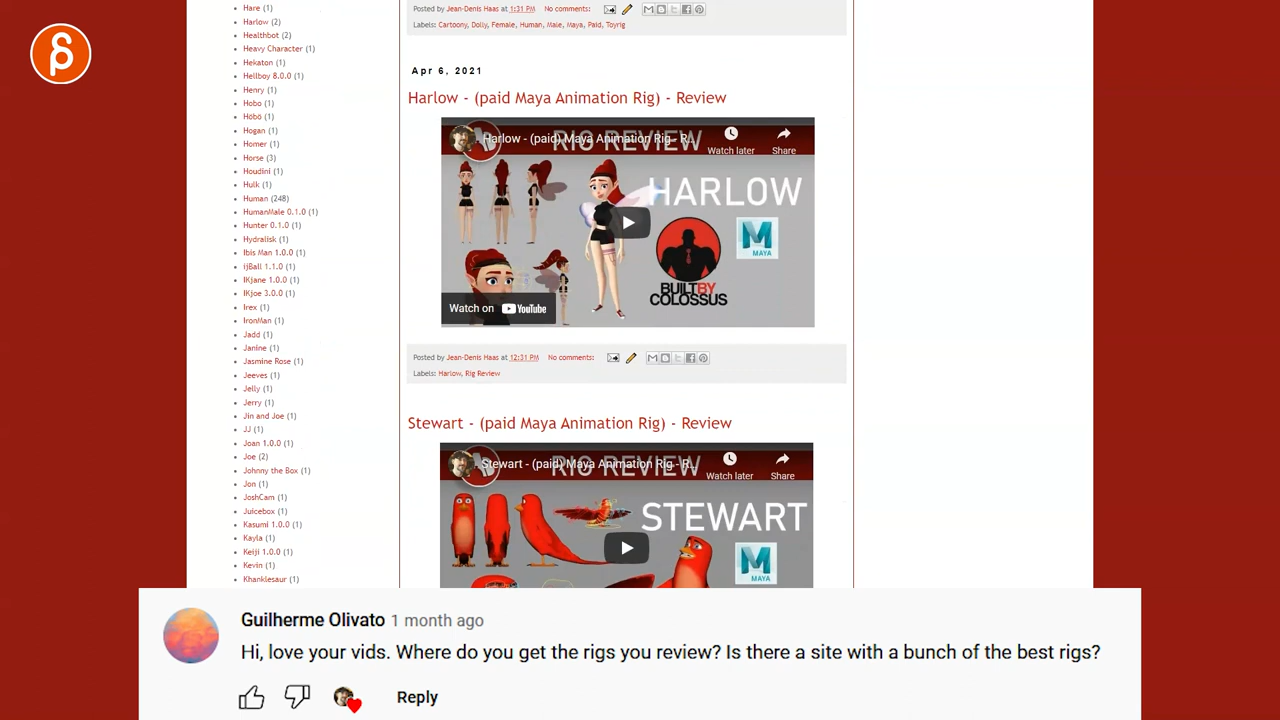 Hare (1)
Harlow (2)
Healthbot (2)
Heavy Character (1)
Hekaton (1)
Hellboy 8.0.0 (1)
Henry (1)
Hobo (1)
Höbö (1)
Hogan (1)
Homer (1)
Horse (3)
Houdini (1)
Hulk (1)
Human (248)
HumanMale 0.1.0 (1)
Hunter 0.1.0 (1)
Hydralisk (1)
Ibis Man 1.0.0 (1)
ijBall 1.1.0 (1)
IKjane 1.0.0 (1)
IKjoe 3.0.0 (1)
Irex (1)
IronMan (1)
Jadd (1)
Janine (1)
Jasmine Rose (1)
Jeeves (1)
Jelly (1)
Jerry (1)
Jin and Joe (1)
JJ (1)
Joan 1.0.0 (1)
Joe (2)
Johnny the Box (1)
Jon (1)
JoshCam (1)
Juicebox (1)
Kasumi 1.0.0 (1)
Kayla (1)
Keiji 1.0.0 (1)
Kevin (1)
Khanklesaur (1)
Posted by Jean-Denis Haas at 1:31 PM No comments:
Labels: Cartoony, Dolly, Female, Human, Male, Maya, Paid, Toyrig
Apr 6, 2021
Harlow - (paid Maya Animation Rig) - Review
Harlow - (paid) Maya Animation Rig - R...
RIG REVIEW
Watch later
Share
HARLOW
MAYA
BUILTBY
COLOSSUS
Watch on YouTube
Posted by Jean-Denis Haas at 12:31 PM No comments:
Labels: Harlow, Rig Review
Stewart - (paid Maya Animation Rig) - Review
Stewart - (paid) Maya Animation Rig - R...
RIG REVIEW
Watch later
Share
STEWART
MAYA
Guilherme Olivato 1 month ago
Hi, love your vids. Where do you get the rigs you review? Is there a site with a bunch of the best rigs?
Reply